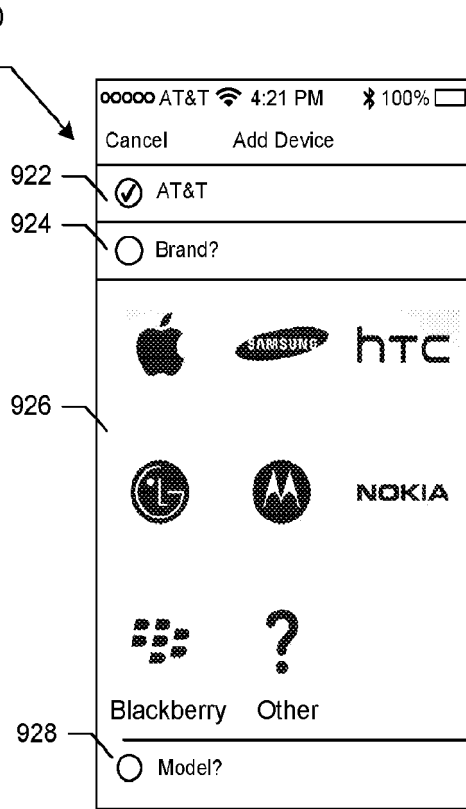 AT&T 4:21 PM 100%
Cancel Add Device
922 AT&T
924 Brand?
SAMSUNG hTC
926
LG NOKIA
?
Blackberry Other
928 Model?